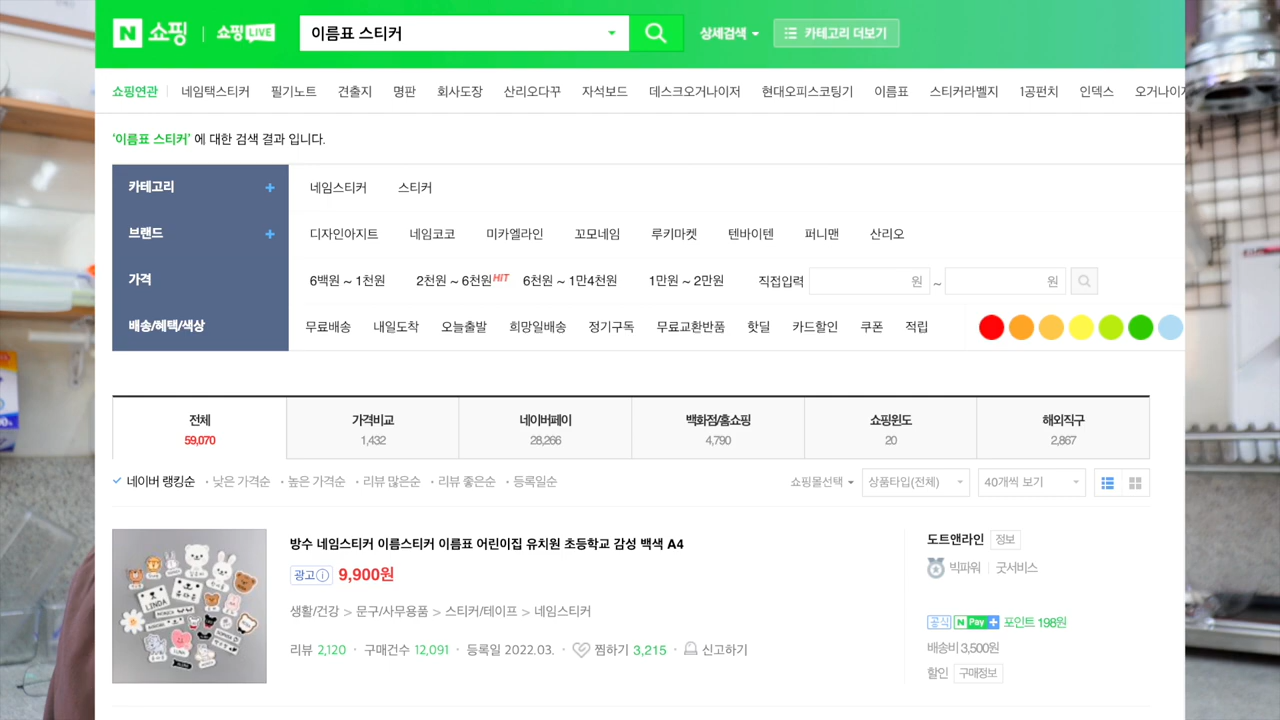 N 쇼핑 쇼핑LIVE 이름표 스티커 상세검색 카테고리 더보기
쇼핑연관 네임택스티커 필기노트 견출지 명판 회사도장 산리오다꾸 자석보드 데스크오거나이저 현대오피스코팅기 이름표 스티커라벨지 1공펀치 인덱스
'이름표 스티커' 에 대한 검색 결과 입니다.
카테고리 + 네임스티커 스티커
브랜드 + 디자인아지트 네임코코 미카엘라인 꼬모네임 루키마켓 텐바이텐 퍼니맨 산리오
가격 6백원 ~ 1천원 2천원 ~ 6천원HIT 6천원 ~ 1만4천원 1만원 ~ 2만원 직접입력 원 ~ 원
배송/혜택/색상 무료배송 내일도착 오늘출발 희망일배송 정기구독 무료교환반품 핫딜 카드할인 쿠폰 적립
전체 가격비교 네이버페이 백화점/홈쇼핑 쇼핑윈도 해외직구
59,070 1,432 28,266 4,790 20 2,867
네이버 랭킹순 · 낮은 가격순 · 높은 가격순 · 리뷰 많은순 · 리뷰 좋은순 · 등록일순 쇼핑몰선택 상품타입(전체) 40개씩 보기
방수 네임스티커 이름스티커 이름표 어린이집 유치원 초등학교 감성 백색 A4
광고 9,900원
생활/건강 > 문구/사무용품 > 스티커/테이프 > 네임스티커
리뷰 2,120 · 구매건수 12,091 · 등록일 2022.03. · 찜하기 3,215 · 신고하기
도트앤라인 정보
빅파워 굿서비스
공식 N Pay + 포인트 198원
배송비 3,500원
할인 구매정보
LINDA